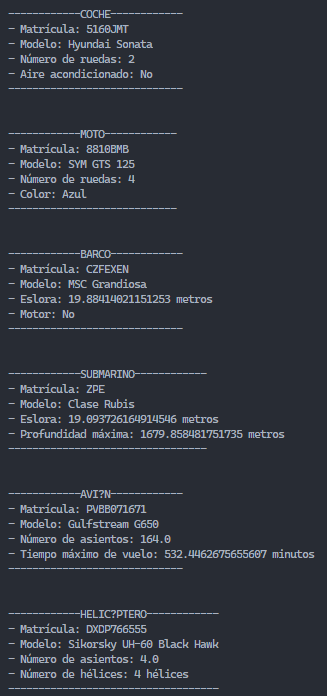 ------------COCHE------------
- Matrícula: 5160JMT
- Modelo: Hyundai Sonata
- Número de ruedas: 2
- Aire acondicionado: No
-----------------------------
------------MOTO------------
- Matrícula: 8810BMB
- Modelo: SYM GTS 125
- Número de ruedas: 4
- Color: Azul
----------------------------
------------BARCO------------
- Matrícula: CZFEXEN
- Modelo: MSC Grandiosa
- Eslora: 19.88414021151253 metros
- Motor: No
-----------------------------
------------SUBMARINO------------
- Matrícula: ZPE
- Modelo: Clase Rubis
- Eslora: 19.093726164914546 metros
- Profundidad máxima: 1679.858481751735 metros
---------------------------------
------------AVI?N------------
- Matrícula: PVBB071671
- Modelo: Gulfstream G650
- Número de asientos: 164.0
- Tiempo máximo de vuelo: 532.4462675655607 minutos
-----------------------------
------------HELIC?PTERO------------
- Matrícula: DXDP766555
- Modelo: Sikorsky UH-60 Black Hawk
- Número de asientos: 4.0
- Número de hélices: 4 hélices
-----------------------------------